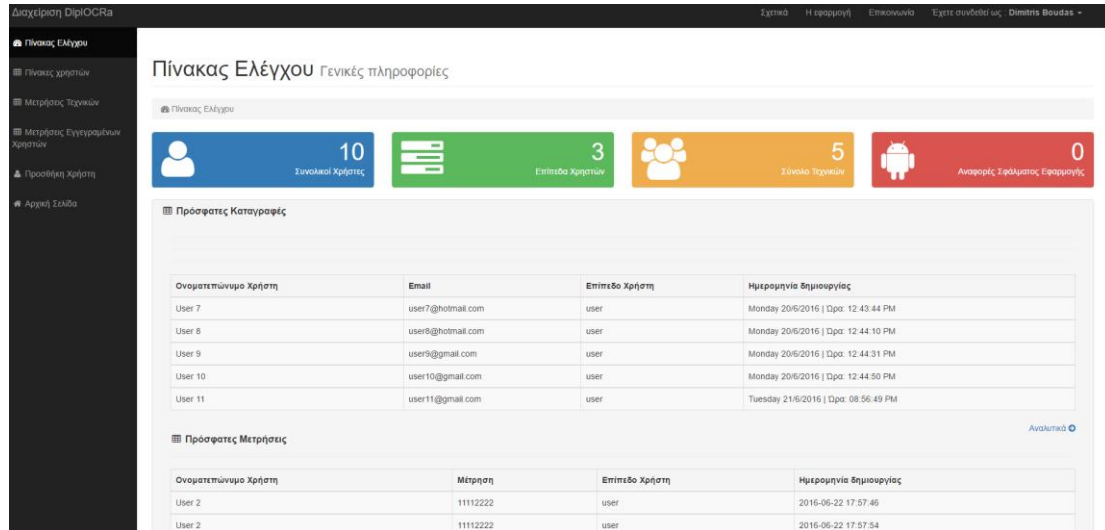 Διαχείριση DiplOCRa
Σχετικά Η εφαρμογή Επικοινωνία Έχετε συνδεθεί ως : Dimitris Boudas
Πίνακας Ελέγχου
Πίνακες χρηστών
Μετρήσεις Τεχνικών
Μετρήσεις Εγγεγραμένων
Χρηστών
Προσθήκη Χρήστη
Αρχική Σελίδα
Πίνακας Ελέγχου Γενικές πληροφορίες
Πίνακας Ελέγχου
10
Συνολικοί Χρήστες
3
Επίπεδα Χρηστών
5
Σύνολο Τεχνικών
0
Αναφορές Σφάλματος Εφαρμογής
Πρόσφατες Καταγραφές
Ονοματεπώνυμο Χρήστη Email Επίπεδο Χρήστη Ημερομηνία δημιουργίας
User 7 user7@hotmail.com user Monday 20/6/2016 | Ώρα: 12:43:44 PM
User 8 user8@hotmail.com user Monday 20/6/2016 | Ώρα: 12:44:10 PM
User 9 user9@gmail.com user Monday 20/6/2016 | Ώρα: 12:44:31 PM
User 10 user10@gmail.com user Monday 20/6/2016 | Ώρα: 12:44:50 PM
User 11 user11@gmail.com user Tuesday 21/6/2016 | Ώρα: 08:56:49 PM
Αναλυτικά
Πρόσφατες Μετρήσεις
Ονοματεπώνυμο Χρήστη Μέτρηση Επίπεδο Χρήστη Ημερομηνία δημιουργίας
User 2 11112222 user 2016-06-22 17:57:46
User 2 11112222 user 2016-06-22 17:57:54